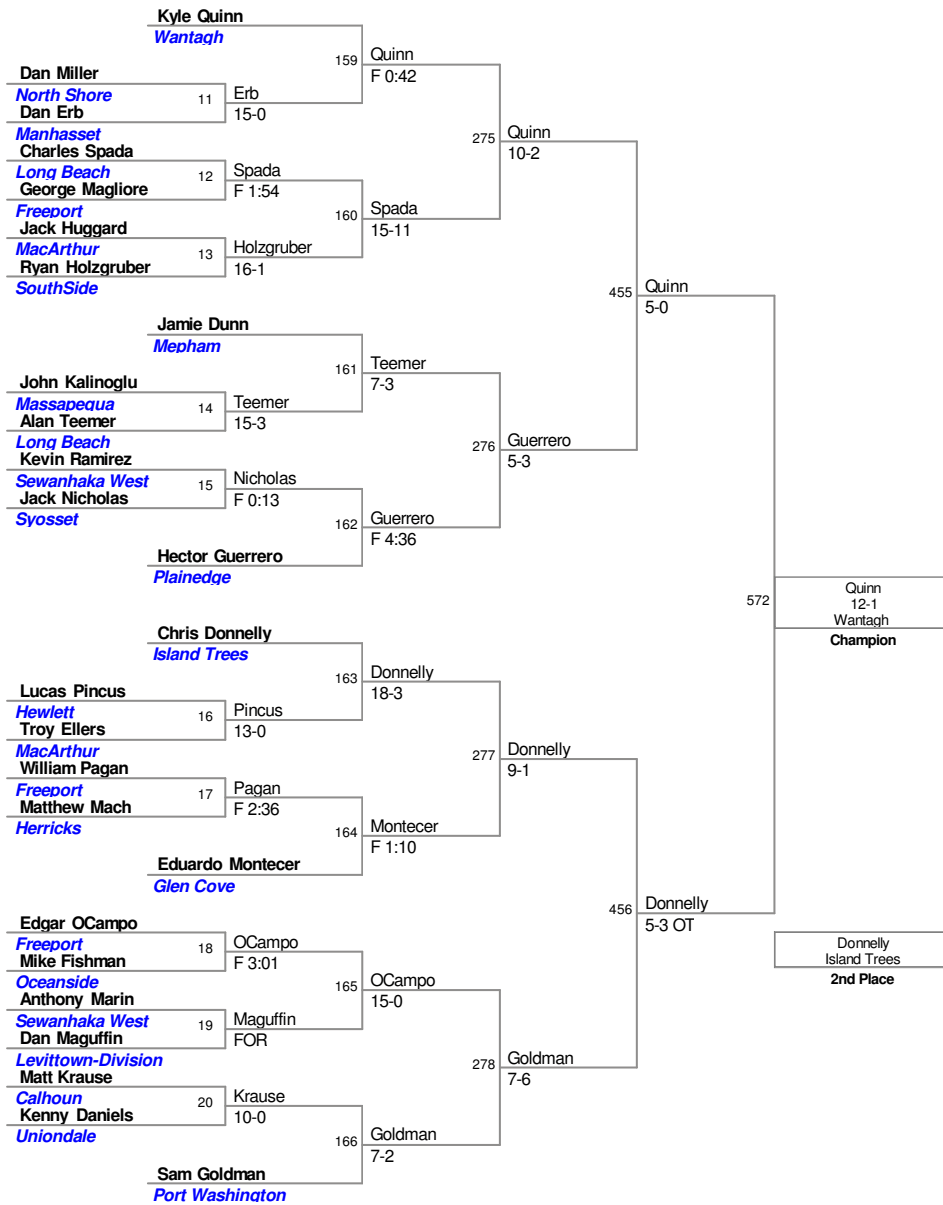 Kyle Quinn
Wantagh
159 Quinn
F 0:42
Dan Miller
North Shore
11 Erb
Dan Erb
15-0
Manhasset
275 Quinn
10-2
Charles Spada
Long Beach
12 Spada
George Magliore
F 1:54
Freeport
160 Spada
15-11
Jack Huggard
MacArthur
13 Holzgruber
Ryan Holzgruber
16-1
SouthSide
455 Quinn
5-0
Jamie Dunn
Mepham
161 Teemer
7-3
John Kalinoglu
Massapequa
14 Teemer
Alan Teemer
15-3
Long Beach
276 Guerrero
5-3
Kevin Ramirez
Sewanhaka West
15 Nicholas
Jack Nicholas
F 0:13
Syosset
162 Guerrero
F 4:36
Hector Guerrero
Plainedge
572 Quinn
12-1
Wantagh
Champion
Chris Donnelly
Island Trees
163 Donnelly
18-3
Lucas Pincus
Hewlett
16 Pincus
Troy Ellers
13-0
MacArthur
277 Donnelly
9-1
William Pagan
Freeport
17 Pagan
Matthew Mach
F 2:36
Herricks
164 Montecer
F 1:10
Eduardo Montecer
Glen Cove
456 Donnelly
5-3 OT
Edgar OCampo
Freeport
18 OCampo
Mike Fishman
F 3:01
Oceanside
165 OCampo
15-0
Donnelly
Island Trees
2nd Place
Anthony Marin
Sewanhaka West
19 Maguffin
Dan Maguffin
FOR
Levittown-Division
278 Goldman
7-6
Matt Krause
Calhoun
20 Krause
Kenny Daniels
10-0
Uniondale
166 Goldman
7-2
Sam Goldman
Port Washington